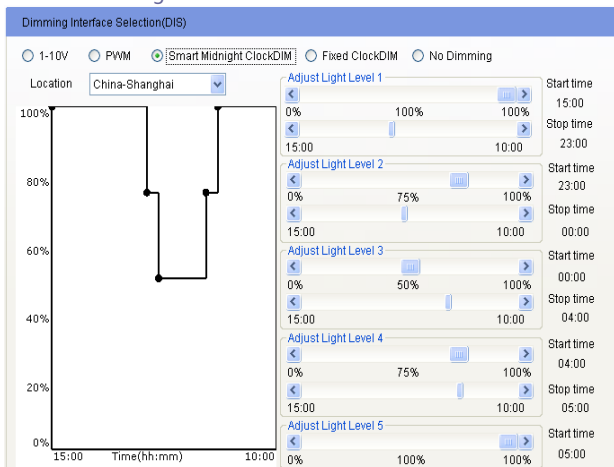 Dimming Interface Selection(DIS)
1-10V PWM Smart Midnight ClockDIM Fixed ClockDIM No Dimming
Location China-Shanghai
100%
80%
60%
40%
20%
0%
15:00 Time(hh:mm) 10:00
Adjust Light Level 1
0% 100% 100%
15:00 10:00
Start time
15:00
Stop time
23:00
Adjust Light Level 2
0% 75% 100%
15:00 10:00
Start time
23:00
Stop time
00:00
Adjust Light Level 3
0% 50% 100%
15:00 10:00
Start time
00:00
Stop time
04:00
Adjust Light Level 4
0% 75% 100%
15:00 10:00
Start time
04:00
Stop time
05:00
Adjust Light Level 5
0% 100% 100%
Start time
05:00